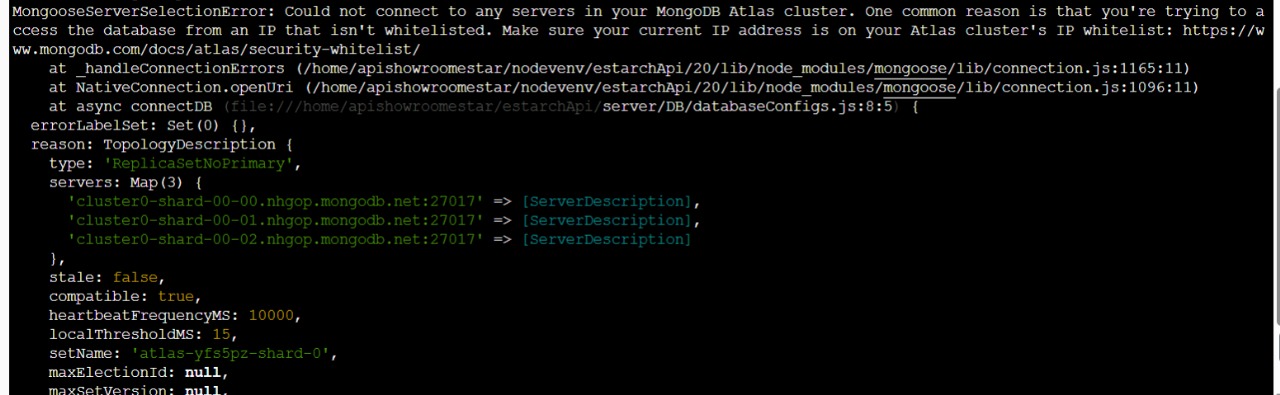 MongooseServerSelectionError: Could not connect to any servers in your MongoDB Atlas cluster. One common reason is that you're trying to a
ccess the database from an IP that isn't whitelisted. Make sure your current IP address is on your Atlas cluster's IP whitelist: https://w
ww.mongodb.com/docs/atlas/security-whitelist/
    at _handleConnectionErrors (/home/apishowroomestar/nodevenv/estarchApi/20/lib/node_modules/mongoose/lib/connection.js:1165:11)
    at NativeConnection.openUri (/home/apishowroomestar/nodevenv/estarchApi/20/lib/node_modules/mongoose/lib/connection.js:1096:11)
    at async connectDB (file:///home/apishowroomestar/estarchApi/server/DB/databaseConfigs.js:8:5) {
  errorLabelSet: Set(0) {},
  reason: TopologyDescription {
    type: 'ReplicaSetNoPrimary',
    servers: Map(3) {
      'cluster0-shard-00-00.nhgop.mongodb.net:27017' => [ServerDescription],
      'cluster0-shard-00-01.nhgop.mongodb.net:27017' => [ServerDescription],
      'cluster0-shard-00-02.nhgop.mongodb.net:27017' => [ServerDescription]
    },
    stale: false,
    compatible: true,
    heartbeatFrequencyMS: 10000,
    localThresholdMS: 15,
    setName: 'atlas-yfs5pz-shard-0',
    maxElectionId: null,
    maxSetVersion: null,